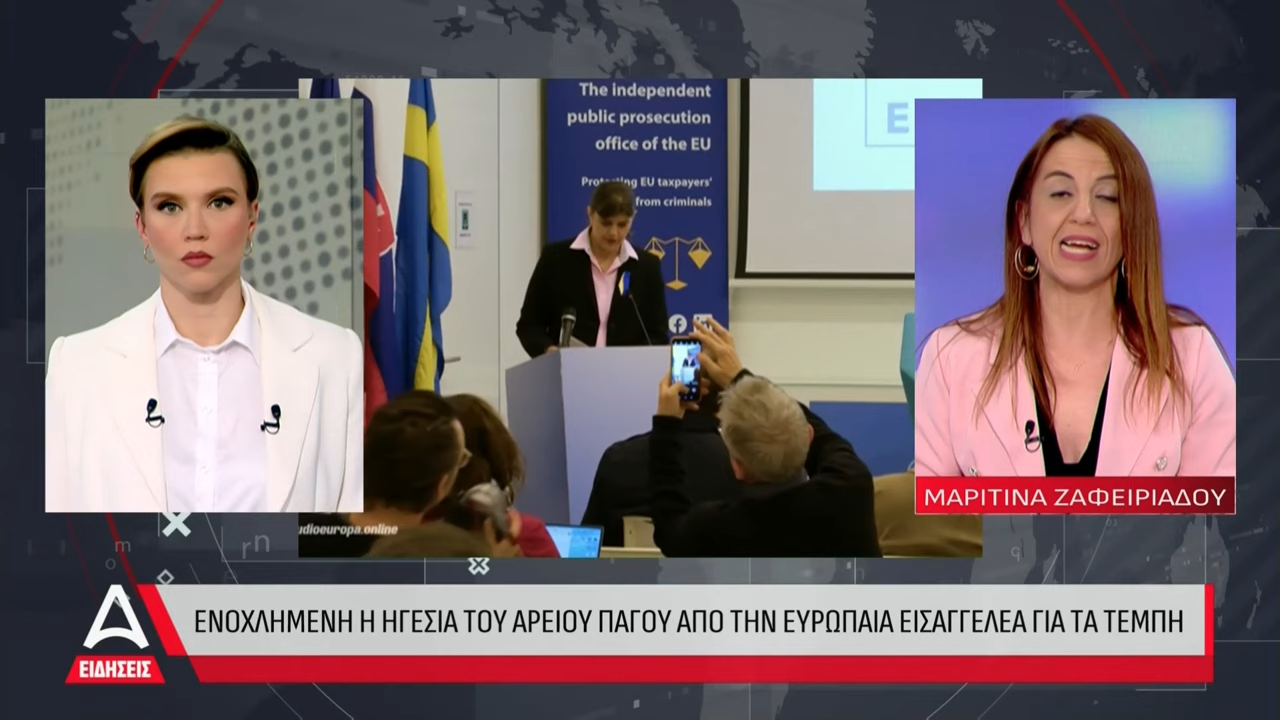 The independent
public prosecution
office of the EU
Protecting EU taxpayers'
from criminals
E
ΜΑΡΙΤΙΝΑ ΖΑΦΕΙΡΙΑΔΟΥ
udioeuropa.online
ΕΝΟΧΛΗΜΕΝΗ Η ΗΓΕΣΙΑ ΤΟΥ ΑΡΕΙΟΥ ΠΑΓΟΥ ΑΠΟ ΤΗΝ ΕΥΡΩΠΑΙΑ ΕΙΣΑΓΓΕΛΕΑ ΓΙΑ ΤΑ ΤΕΜΠΗ
ΕΙΔΗΣΕΙΣ